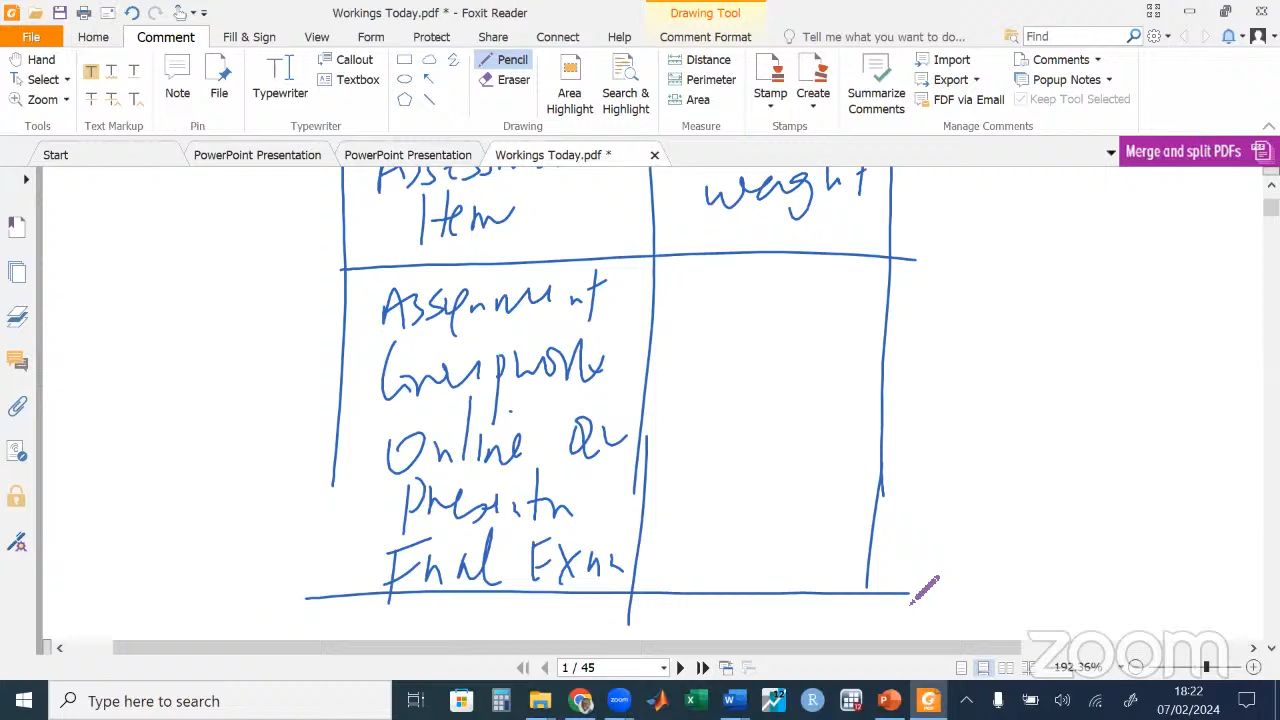 Workings Today.pdf * - Foxit Reader
Drawing Tool
File Home Comment Fill & Sign View Form Protect Share Connect Help Comment Format Tell me what you want to do... Find
Hand
Select
Zoom
Tools
Text Markup
Note
File
Pin
Typewriter
Callout
Textbox
Typewriter
Pencil
Eraser
Area Highlight
Search & Highlight
Drawing
Distance
Perimeter
Area
Measure
Stamp
Create
Stamps
Summarize Comments
Import
Export
FDF via Email
Comments
Popup Notes
Keep Tool Selected
Manage Comments
Start PowerPoint Presentation PowerPoint Presentation Workings Today.pdf * Merge and split PDFs
Item
weight
Assignment
Groupwork
Online Qu
Final Exam
zoom
1 / 45
192.36%
Type here to search
18:22
07/02/2024